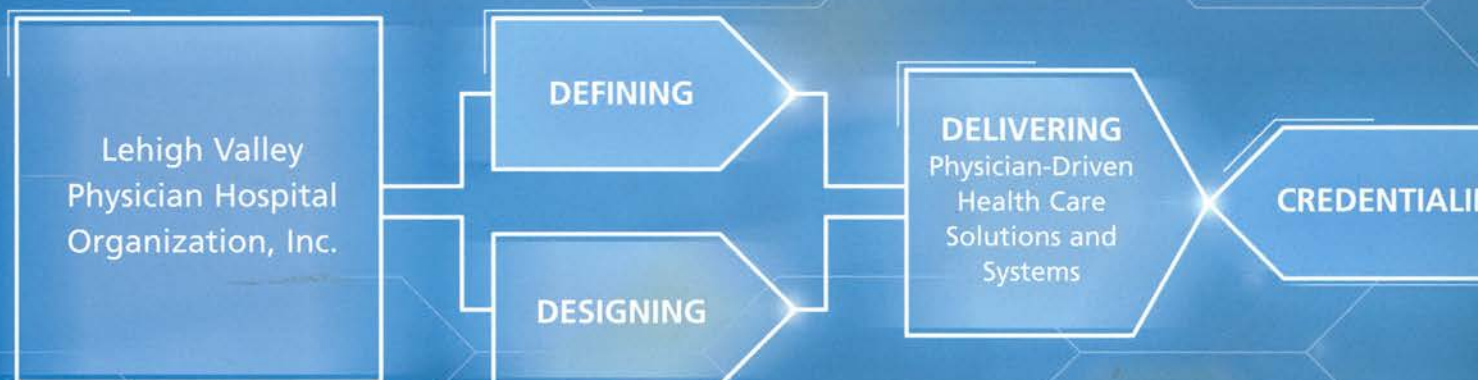 Lehigh Valley
Physician Hospital
Organization, Inc.
DEFINING
DESIGNING
DELIVERING
Physician-Driven
Health Care
Solutions and
Systems